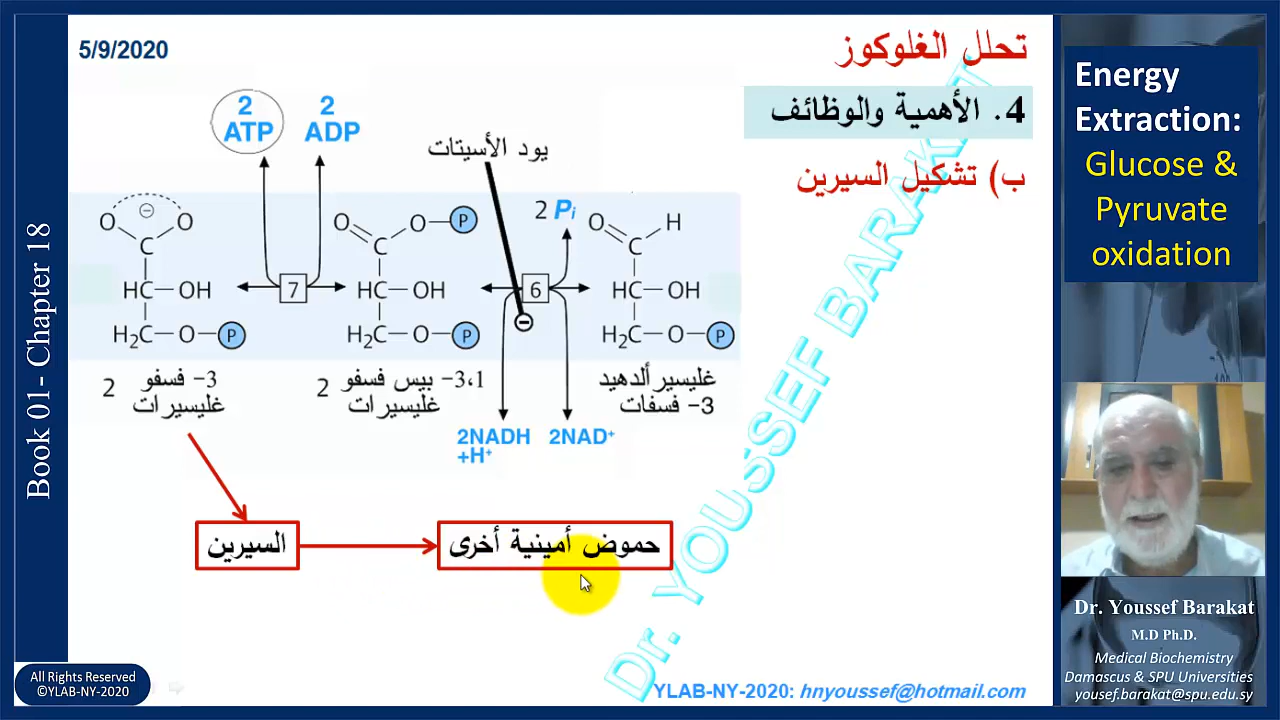 5/9/2020
تحلل الغلوكوز
4. الأهمية والوظائف
ب) تشكيل السيرين
2
ATP
2
ADP
يود الأسيتات
2 Pi
O
O
C
HC—OH
H₂C—O—P
7
O
O—P
C
HC—OH
H₂C—O—P
6
O
H
C
HC—OH
H₂C—O—P
2
3- فسفو
غليسيرات
2
3،1- بيس فسفو
غليسيرات
غليسيرألدهيد
3- فسفات
2NADH
+H⁺
2NAD⁺
السيرين
حموض أمينية أخرى
Dr. YOUSSEF BARAKAT
Book 01- Chapter 18
All Rights Reserved
©YLAB-NY-2020
YLAB-NY-2020: hnyoussef@hotmail.com
Energy
Extraction:
Glucose &
Pyruvate
oxidation
Dr. Youssef Barakat
M.D Ph.D.
Medical Biochemistry
Damascus & SPU Universities
yousef.barakat@spu.edu.sy